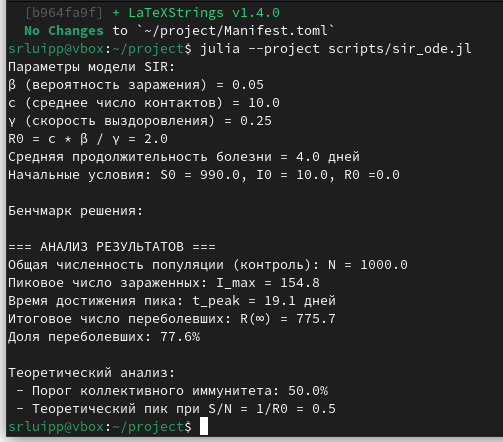 [b964fa9f] + LaTeXStrings v1.4.0
No Changes to `~/project/Manifest.toml`
srluipp@vbox:~/project$ julia --project scripts/sir_ode.jl
Параметры модели SIR:
β (вероятность заражения) = 0.05
c (среднее число контактов) = 10.0
γ (скорость выздоровления) = 0.25
R0 = c * β / γ = 2.0
Средняя продолжительность болезни = 4.0 дней
Начальные условия: S0 = 990.0, I0 = 10.0, R0 =0.0
Бенчмарк решения:
=== АНАЛИЗ РЕЗУЛЬТАТОВ ===
Общая численность популяции (контроль): N = 1000.0
Пиковое число зараженных: I_max = 154.8
Время достижения пика: t_peak = 19.1 дней
Итоговое число переболевших: R(∞) = 775.7
Доля переболевших: 77.6%
Теоретический анализ:
- Порог коллективного иммунитета: 50.0%
- Теоретический пик при S/N = 1/R0 = 0.5
srluipp@vbox:~/project$